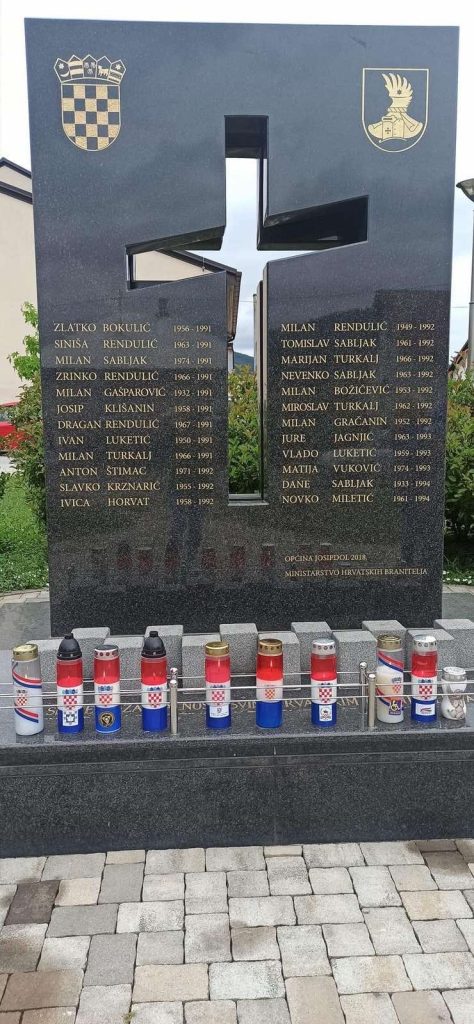 ZLATKO BOKULIĆ 1956 - 1991
SINIŠA RENDULIĆ 1963 - 1991
MILAN SABLJAK 1974 - 1991
ZRINKO RENDULIĆ 1966 - 1991
MILAN GAŠPAROVIĆ 1932 - 1991
JOSIP KLIŠANIN 1958 - 1991
DRAGAN RENDULIĆ 1967 - 1991
IVAN LUKETIĆ 1950 - 1991
MILAN TURKALJ 1966 - 1991
ANTON ŠTIMAC 1971 - 1992
SLAVKO KRZNARIĆ 1955 - 1992
IVICA HORVAT 1958 - 1992
MILAN RENDULIĆ 1949 - 1992
TOMISLAV SABLJAK 1961 - 1992
MARIJAN TURKALJ 1966 - 1992
NEVENKO SABLJAK 1963 - 1992
MILAN BOŽIČEVIĆ 1953 - 1992
MIROSLAV TURKALJ 1962 - 1992
MILAN GRAČANIN 1952 - 1992
JURE JAGNJIĆ 1963 - 1993
VLADO LUKETIĆ 1959 - 1993
MATIJA VUKOVIĆ 1974 - 1993
DANE SABLJAK 1933 - 1994
NOVKO MILETIĆ 1961 - 1994
OPĆINA JOSIPDOL 2018.
MINISTARSTVO HRVATSKIH BRANITELJA